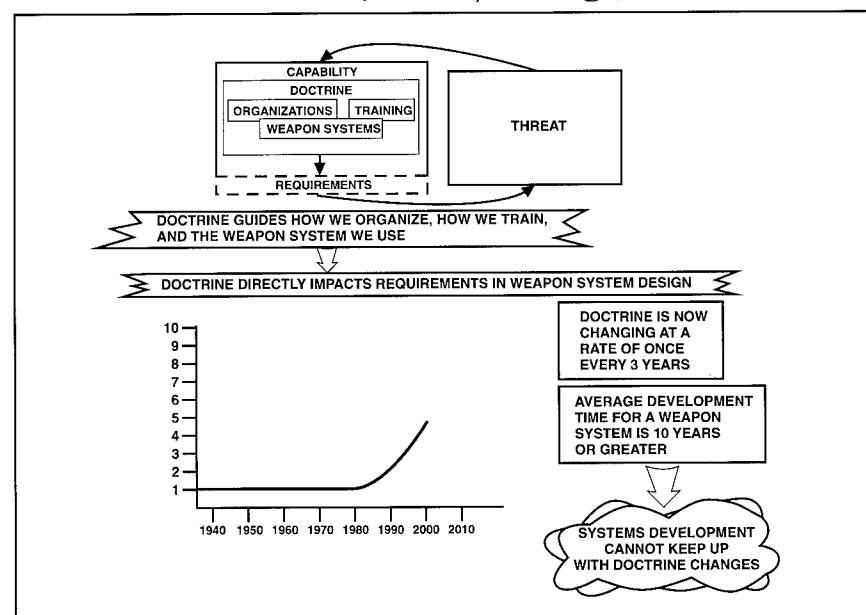 CAPABILITY
DOCTRINE
ORGANIZATIONS
TRAINING
WEAPON SYSTEMS
REQUIREMENTS
THREAT
DOCTRINE GUIDES HOW WE ORGANIZE, HOW WE TRAIN,
AND THE WEAPON SYSTEM WE USE
DOCTRINE DIRECTLY IMPACTS REQUIREMENTS IN WEAPON SYSTEM DESIGN
10
9
8
7
6
5
4
3
2
1
1940 1950 1960 1970 1980 1990 2000 2010
DOCTRINE IS NOW
CHANGING AT A
RATE OF ONCE
EVERY 3 YEARS
AVERAGE DEVELOPMENT
TIME FOR A WEAPON
SYSTEM IS 10 YEARS
OR GREATER
SYSTEMS DEVELOPMENT
CANNOT KEEP UP
WITH DOCTRINE CHANGES